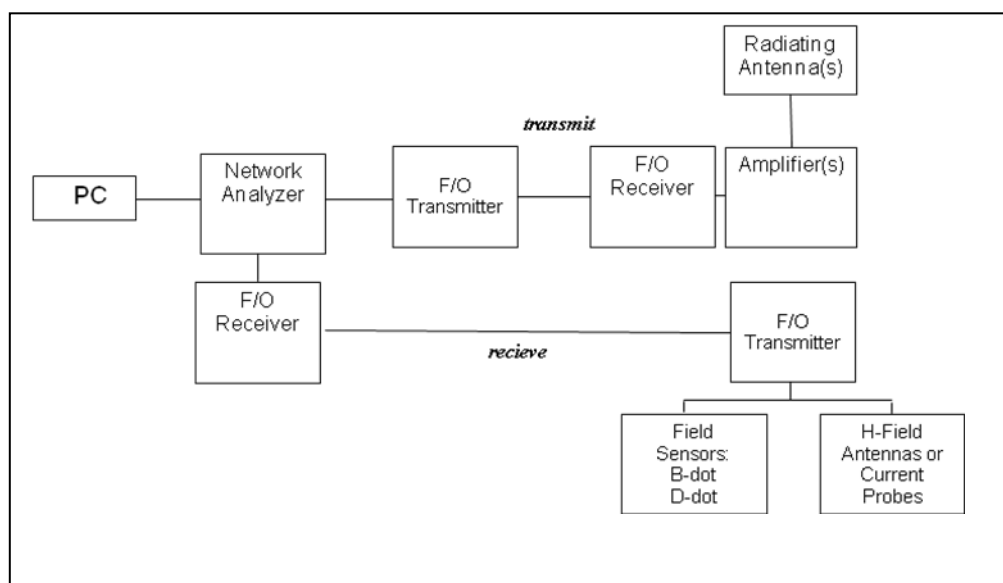 Radiating
Antenna(s)
transmit
PC
Network
Analyzer
F/O
Transmitter
F/O
Receiver
Amplifier(s)
F/O
Receiver
recieve
F/O
Transmitter
Field
Sensors:
B-dot
D-dot
H-Field
Antennas or
Current
Probes